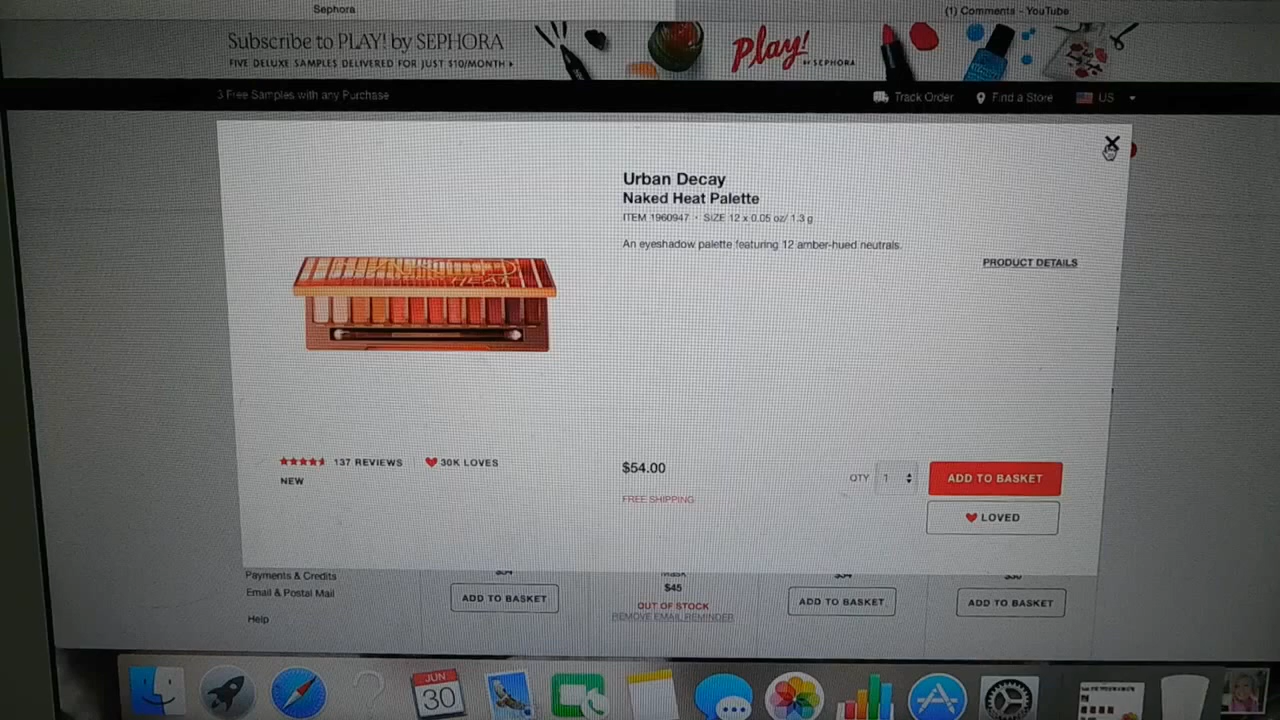 Sephora
(1) Comments - YouTube
Subscribe to PLAY! by SEPHORA
FIVE DELUXE SAMPLES DELIVERED FOR JUST $10/MONTH ▸
Play!
BY SEPHORA
3 Free Samples with any Purchase
Track Order
Find a Store
US
Urban Decay
Naked Heat Palette
ITEM 1960947 · SIZE 12 x 0.05 oz/ 1.3 g
An eyeshadow palette featuring 12 amber-hued neutrals.
PRODUCT DETAILS
137 REVIEWS
30K LOVES
NEW
$54.00
FREE SHIPPING
QTY 1
ADD TO BASKET
LOVED
Payments & Credits
Email & Postal Mail
Help
ADD TO BASKET
$45
OUT OF STOCK
REMOVE EMAIL REMINDER
ADD TO BASKET
ADD TO BASKET
JUN
30